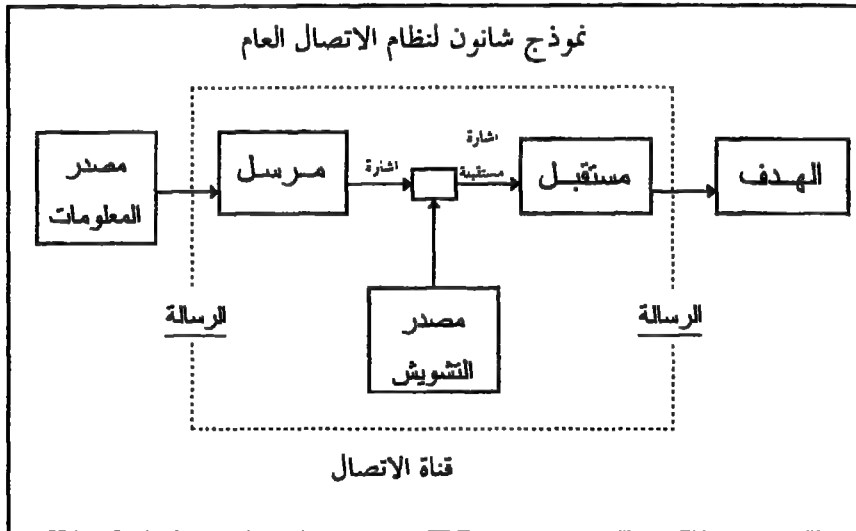 نموذج شانون لنظام الاتصال العام
مصدر
المعلومات
مرسل
اشارة
اشارة
مستقبلة
مستقبل
الهدف
الرسالة
مصدر
التشويش
الرسالة
قناة الاتصال